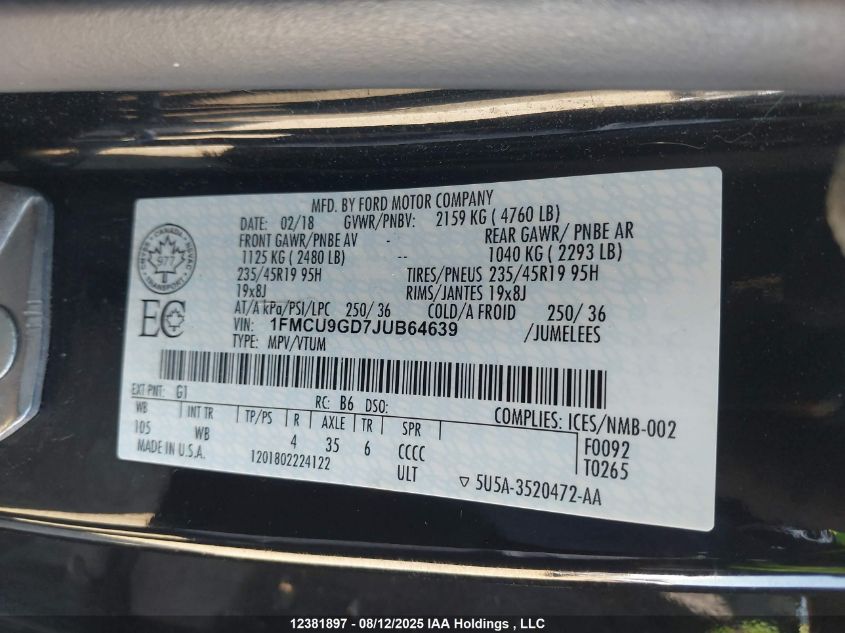 MFD. BY FORD MOTOR COMPANY
DATE: 02/18 GVWR/PNBV: 2159 KG ( 4760 LB)
FRONT GAWR/PNBE AV - REAR GAWR/ PNBE AR
1125 KG ( 2480 LB) -- 1040 KG ( 2293 LB)
235/45R19 95H TIRES/PNEUS 235/45R19 95H
19x8J RIMS/JANTES 19x8J
AT/A kPa/PSI/LPC 250/ 36 COLD/A FROID 250/ 36
VIN: 1FMCU9GD7JUB64639 /JUMELEES
TYPE: MPV/VTUM
CANADA
977
TRANSPORT
EC
EXT PNT: G1 RC: B6 DSO: COMPLIES: ICES/NMB-002
WB INT TR TP/PS R AXLE TR SPR F0092
105 WB 4 35 6 CCCC T0265
MADE IN U.S.A. 1201802224122 ULT ▽ 5U5A-3520472-AA
12381897 - 08/12/2025 IAA Holdings , LLC